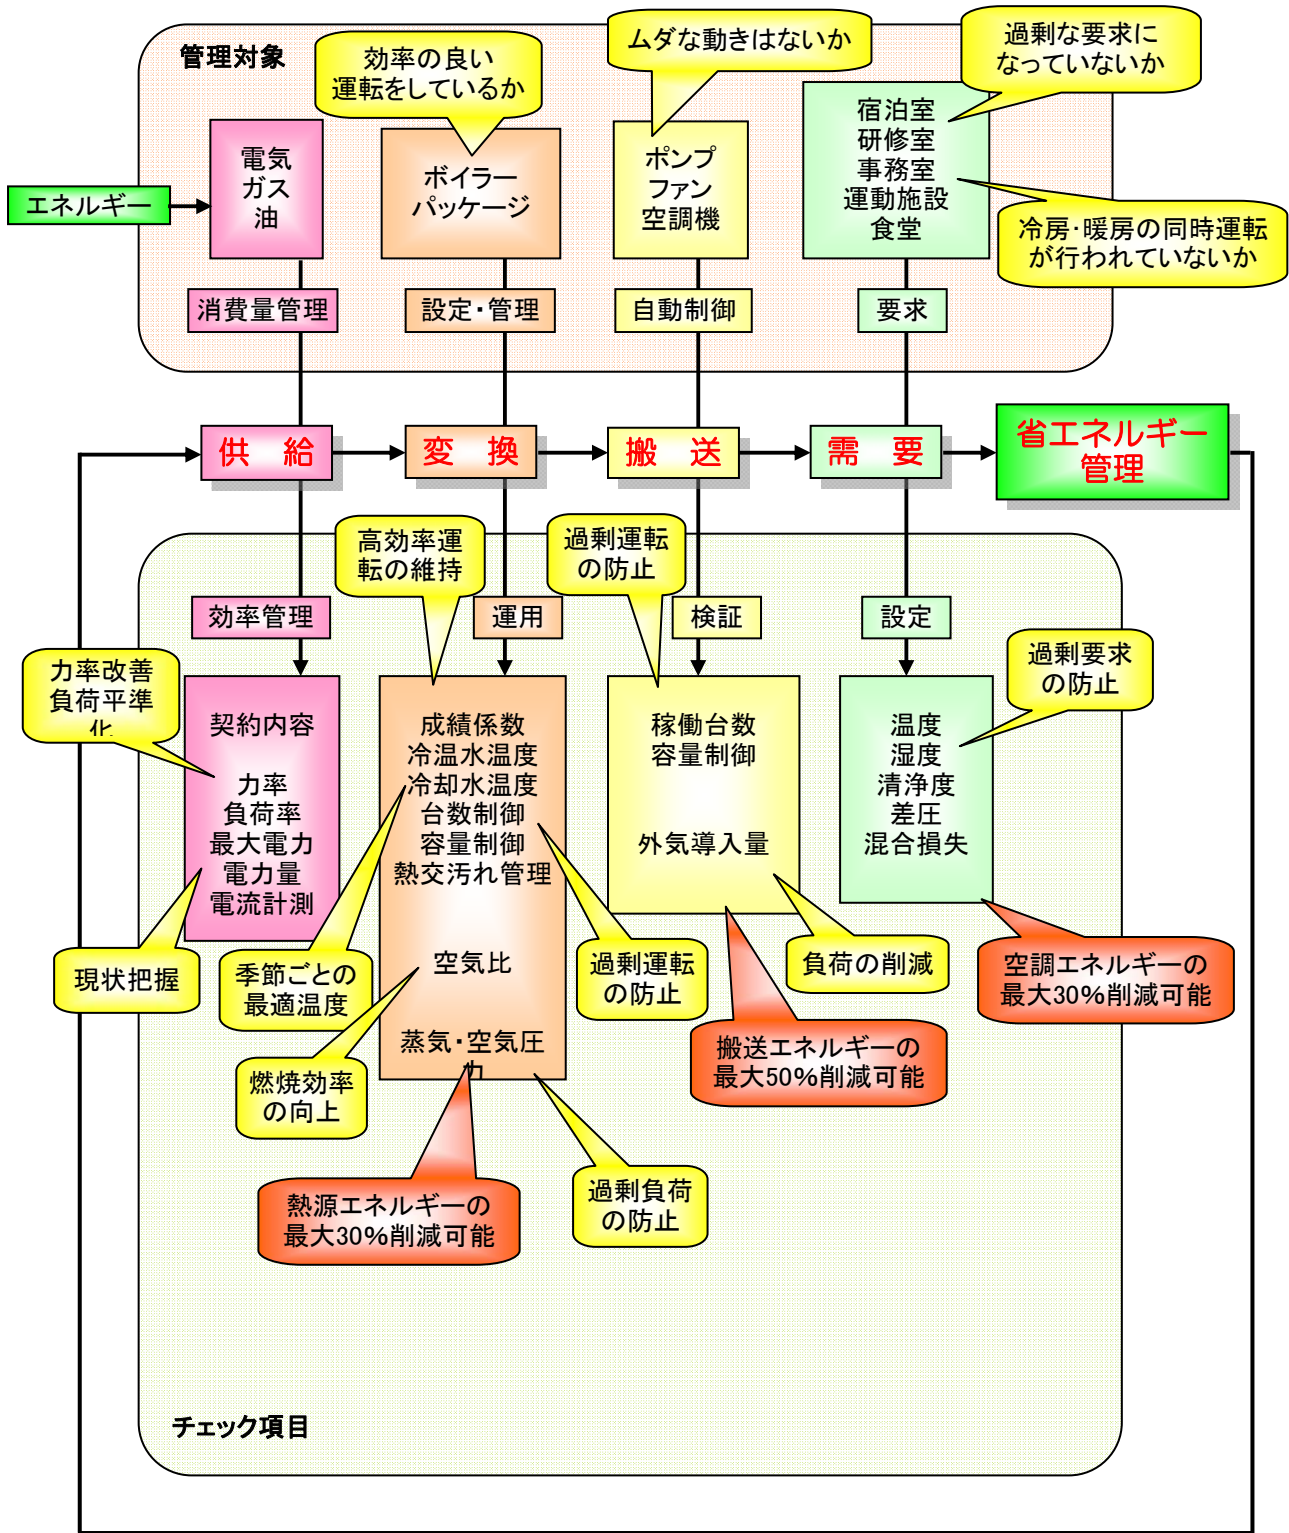 管理対象
効率の良い
運転をしているか
ムダな動きはないか
過剰な要求に
なっていないか
エネルギー
電気
ガス
油
ボイラー
パッケージ
ポンプ
ファン
空調機
宿泊室
研修室
事務室
運動施設
食堂
冷房・暖房の同時運転
が行われていないか
消費量管理
設定・管理
自動制御
要求
供 給
変 換
搬 送
需 要
省エネルギー
管理
高効率運
転の維持
過剰運転
の防止
効率管理
運用
検証
設定
力率改善
負荷平準
化
過剰要求
の防止
契約内容
力率
負荷率
最大電力
電力量
電流計測
成績係数
冷温水温度
冷却水温度
台数制御
容量制御
熱交汚れ管理
空気比
蒸気・空気圧
力
稼働台数
容量制御
外気導入量
温度
湿度
清浄度
差圧
混合損失
現状把握
季節ごとの
最適温度
過剰運転
の防止
負荷の削減
空調エネルギーの
最大30%削減可能
燃焼効率
の向上
搬送エネルギーの
最大50%削減可能
熱源エネルギーの
最大30%削減可能
過剰負荷
の防止
チェック項目